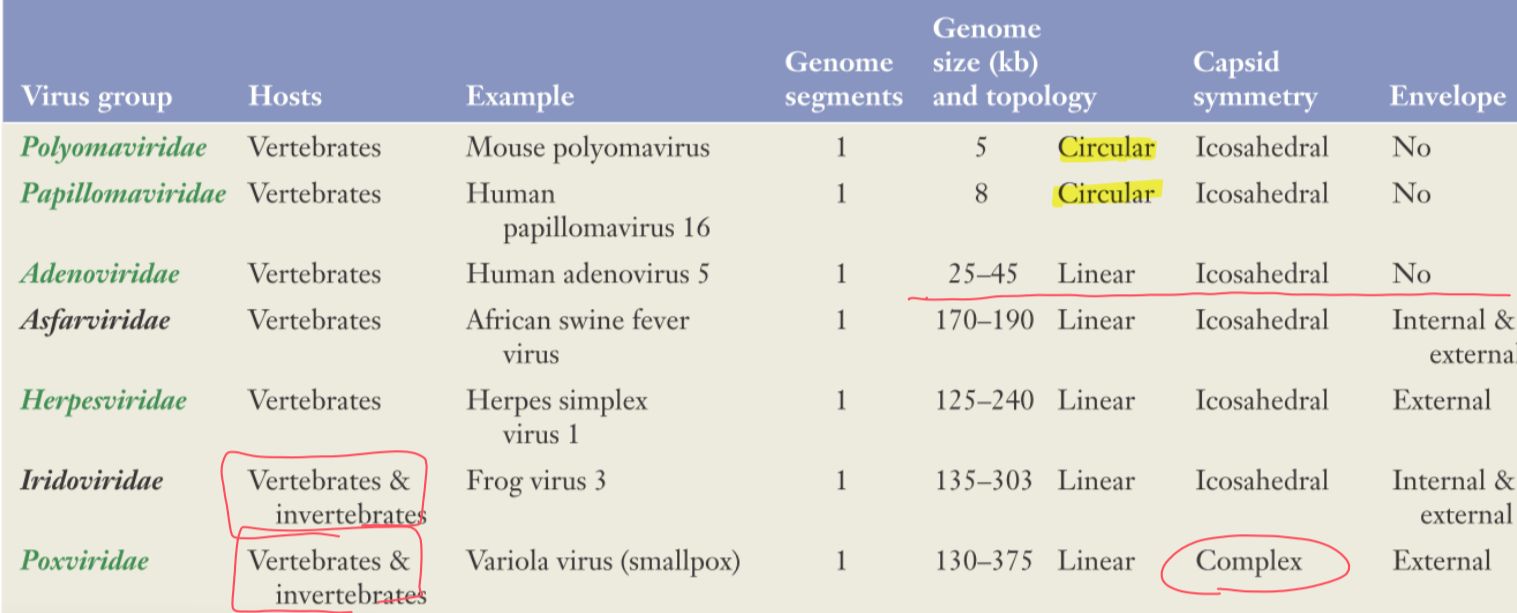 Virus group Hosts Example Genome segments Genome size (kb) and topology Capsid symmetry Envelope
Polyomaviridae Vertebrates Mouse polyomavirus 1 5 Circular Icosahedral No
Papillomaviridae Vertebrates Human papillomavirus 16 1 8 Circular Icosahedral No
Adenoviridae Vertebrates Human adenovirus 5 1 25–45 Linear Icosahedral No
Asfarviridae Vertebrates African swine fever virus 1 170–190 Linear Icosahedral Internal & external
Herpesviridae Vertebrates Herpes simplex virus 1 1 125–240 Linear Icosahedral External
Iridoviridae Vertebrates & invertebrates Frog virus 3 1 135–303 Linear Icosahedral Internal & external
Poxviridae Vertebrates & invertebrates Variola virus (smallpox) 1 130–375 Linear Complex External